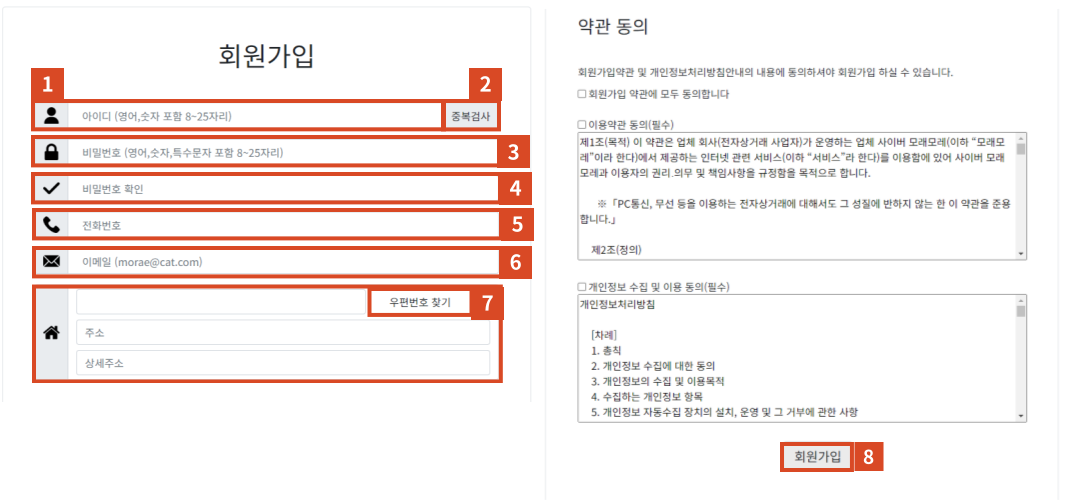 회원가입
1
2
아이디 (영어,숫자 포함 8~25자리)
중복검사
비밀번호 (영어,숫자,특수문자 포함 8~25자리)
3
비밀번호 확인
4
전화번호
5
이메일 (morae@cat.com)
6
우편번호 찾기
7
주소
상세주소
약관 동의
회원가입약관 및 개인정보처리방침안내의 내용에 동의하셔야 회원가입 하실 수 있습니다.
회원가입 약관에 모두 동의합니다
이용약관 동의(필수)
제1조(목적) 이 약관은 업체 회사(전자상거래 사업자)가 운영하는 업체 사이버 모래모레(이하 “모래모
레”이라 한다)에서 제공하는 인터넷 관련 서비스(이하 “서비스”라 한다)를 이용함에 있어 사이버 모래
모레과 이용자의 권리.의무 및 책임사항을 규정함을 목적으로 합니다.
※「PC통신, 무선 등을 이용하는 전자상거래에 대해서도 그 성질에 반하지 않는 한 이 약관을 준용
합니다.」
제2조(정의)
개인정보 수집 및 이용 동의(필수)
개인정보처리방침
[차례]
1. 총칙
2. 개인정보 수집에 대한 동의
3. 개인정보의 수집 및 이용목적
4. 수집하는 개인정보 항목
5. 개인정보 자동수집 장치의 설치, 운영 및 그 거부에 관한 사항
회원가입
8